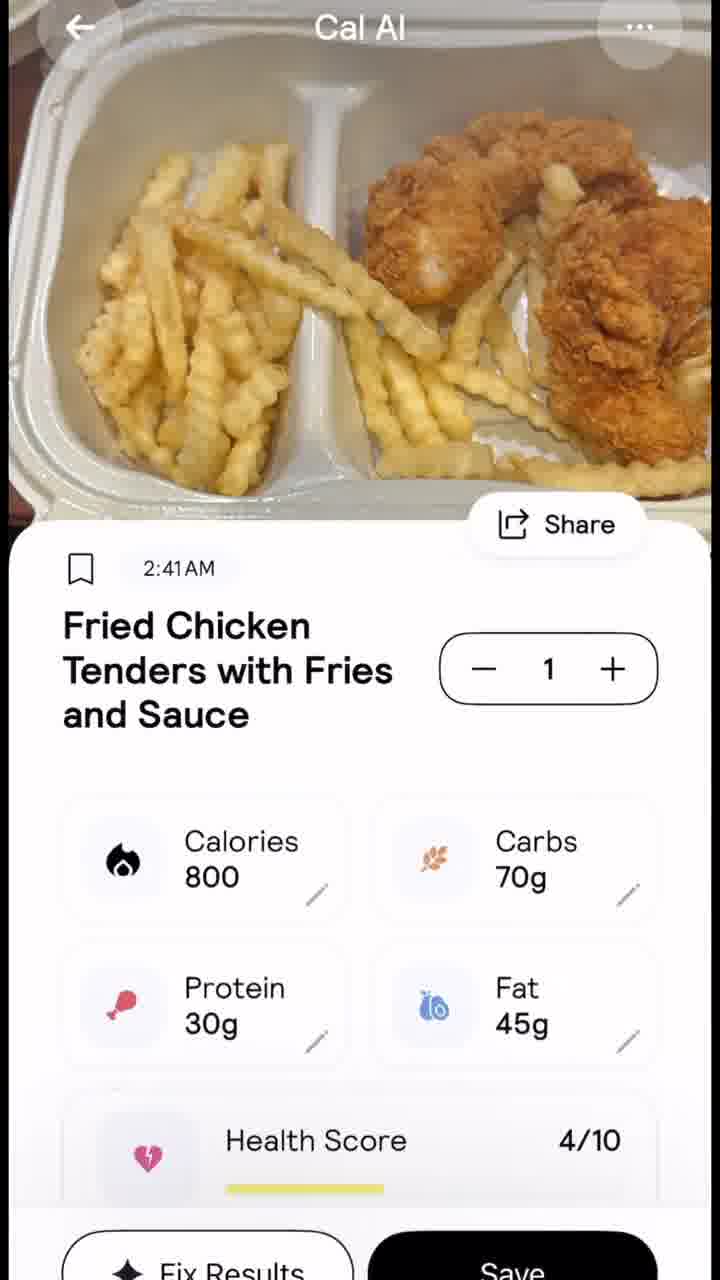 Cal AI
Share
2:41 AM
Fried Chicken
Tenders with Fries
and Sauce
1
Calories
800
Carbs
70g
Protein
30g
Fat
45g
Health Score
4/10
Fix Results
Save